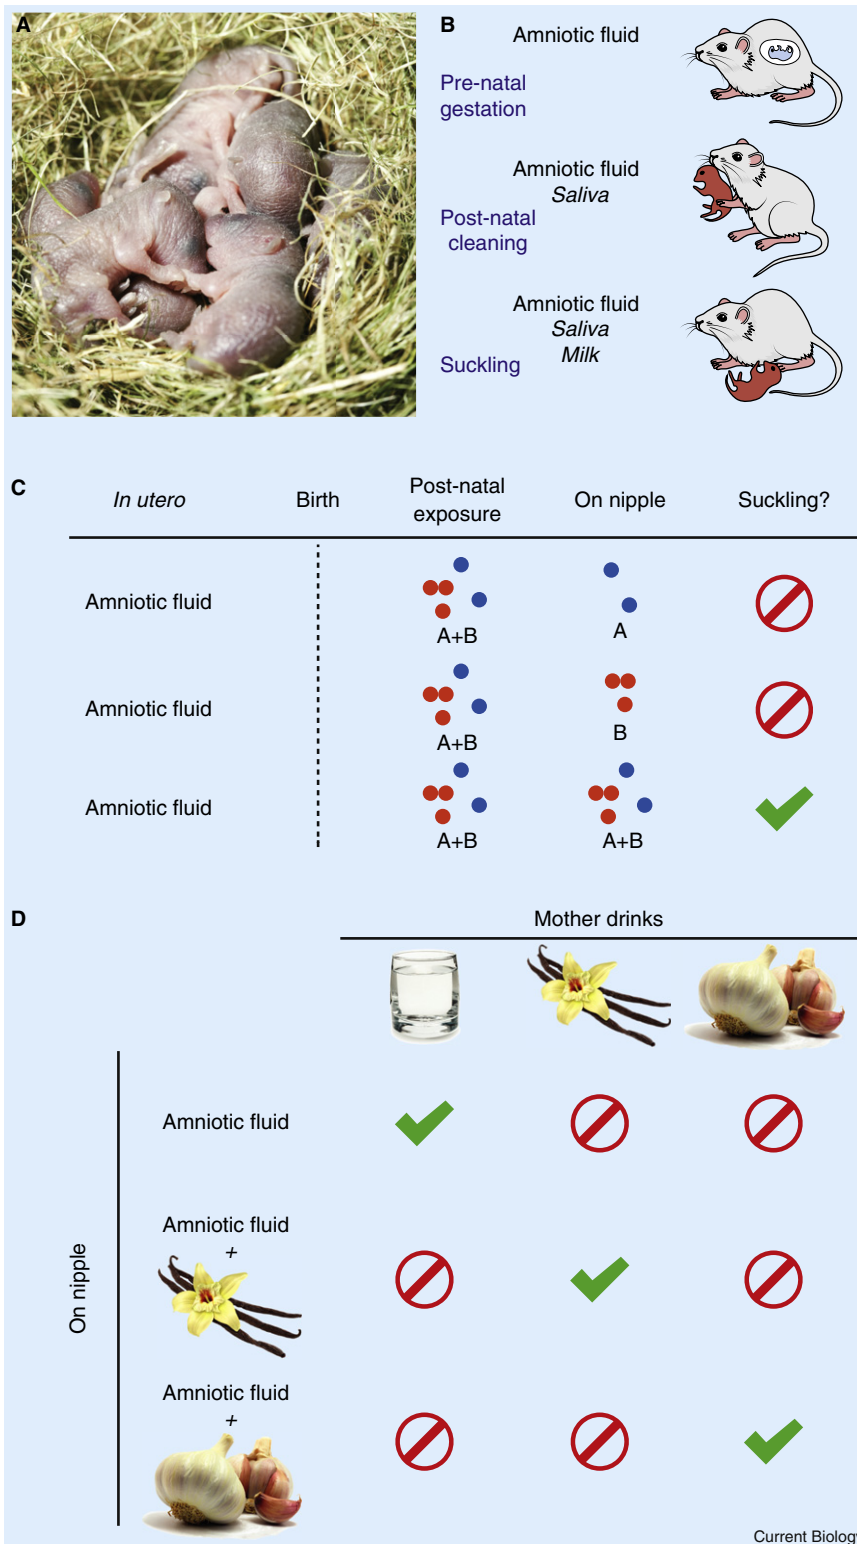 A
B
Amniotic fluid
Pre-natal
gestation
Amniotic fluid
Saliva
Post-natal
cleaning
Amniotic fluid
Saliva
Milk
Suckling
C
In utero
Birth
Post-natal
exposure
On nipple
Suckling?
Amniotic fluid
A+B
A
Amniotic fluid
A+B
B
Amniotic fluid
A+B
A+B
D
Mother drinks
On nipple
Amniotic fluid
Amniotic fluid
+
Amniotic fluid
+
Current Biology